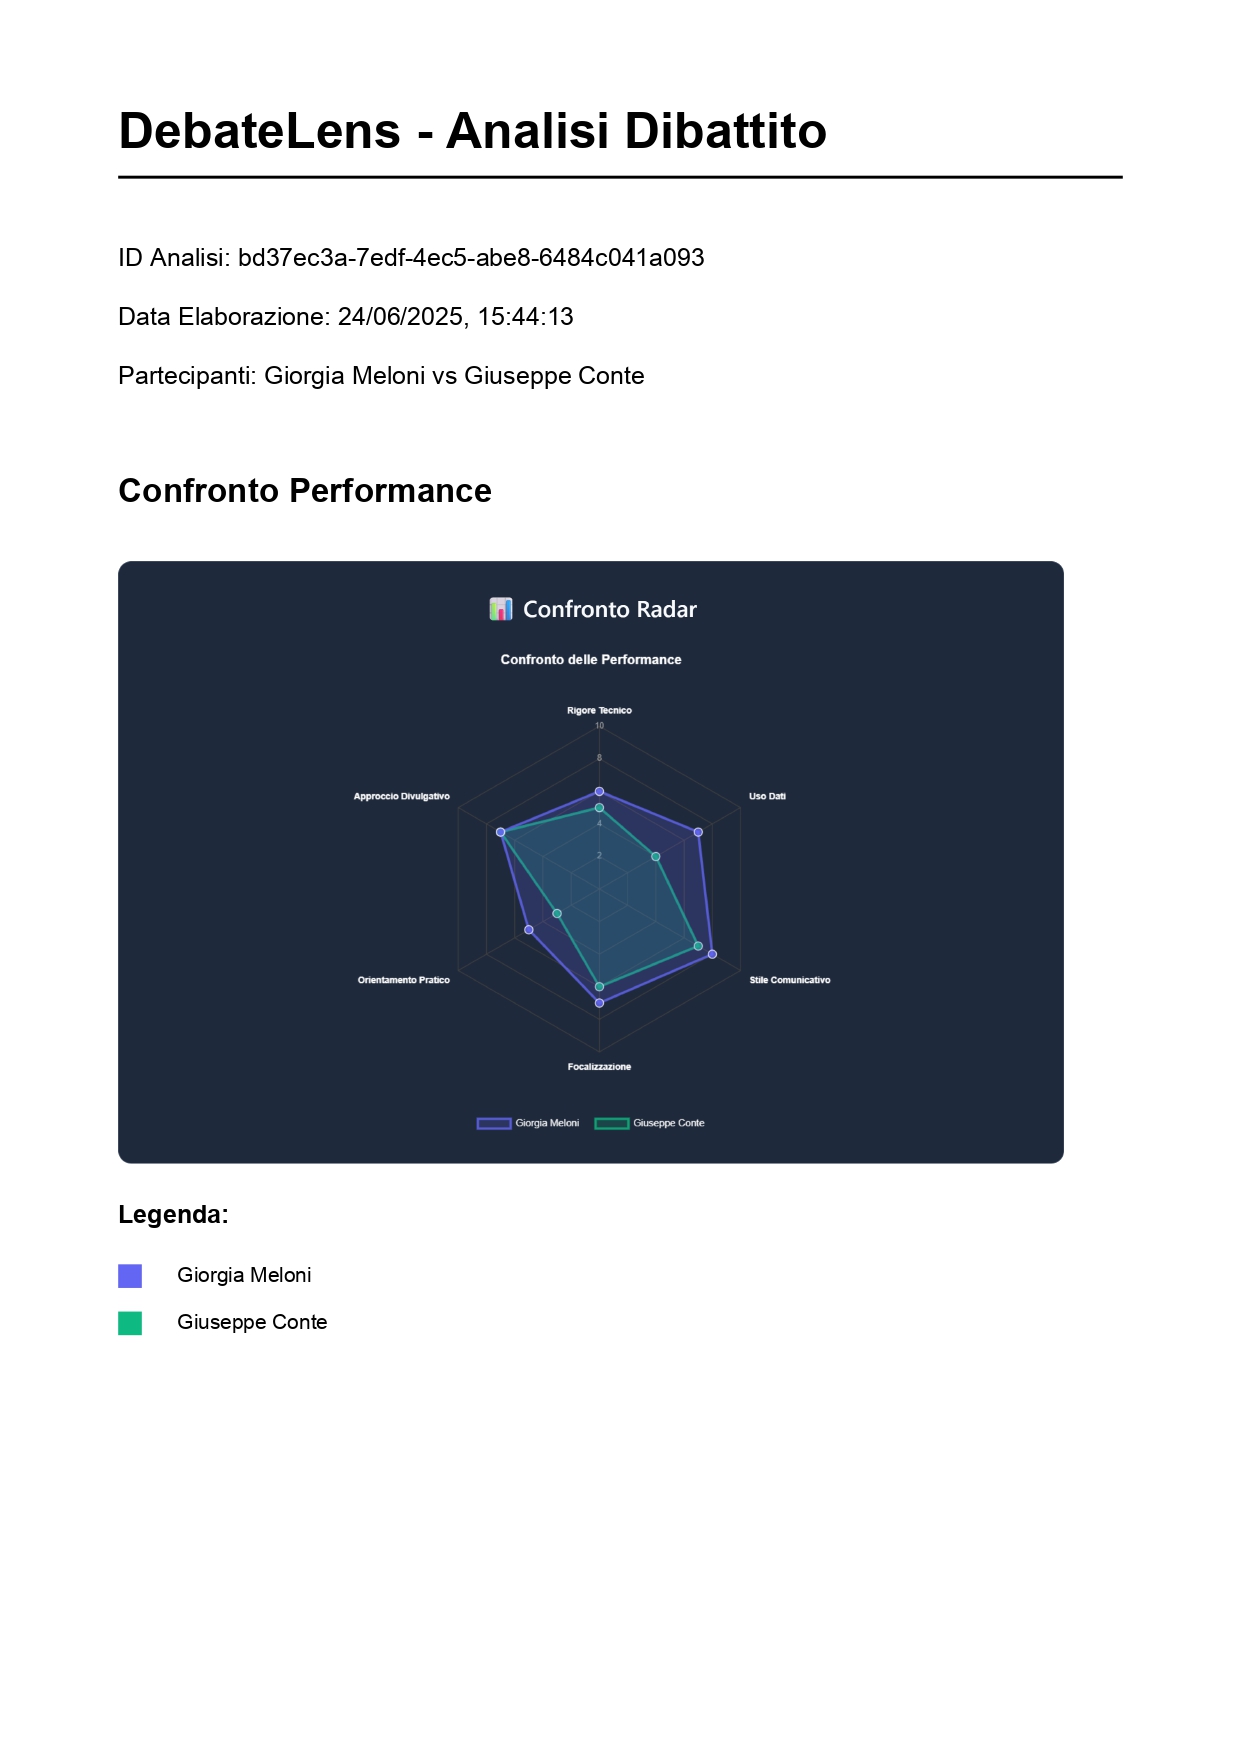 DebateLens - Analisi Dibattito
ID Analisi: bd37ec3a-7edf-4ec5-abe8-6484c041a093
Data Elaborazione: 24/06/2025, 15:44:13
Partecipanti: Giorgia Meloni vs Giuseppe Conte
Confronto Performance
Confronto Radar
Confronto delle Performance
Rigore Tecnico
10
8
Approccio Divulgativo
Uso Dati
4
2
Orientamento Pratico
Stile Comunicativo
Focalizzazione
Giorgia Meloni
Giuseppe Conte
Legenda:
Giorgia Meloni
Giuseppe Conte